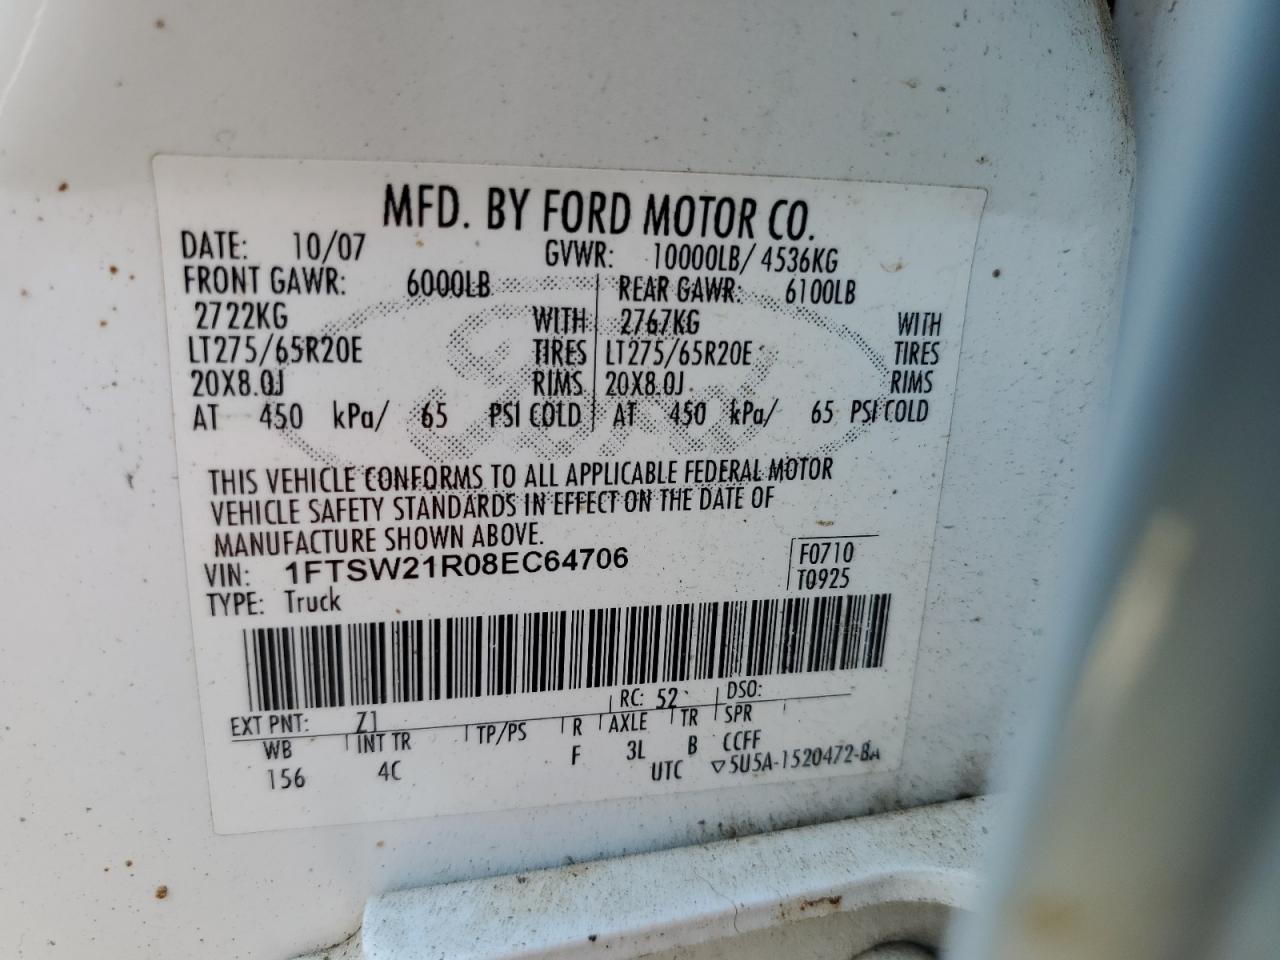 MFD. BY FORD MOTOR CO.
DATE: 10/07 GVWR: 10000LB/ 4536KG
FRONT GAWR: 6000LB REAR GAWR: 6100LB
2722KG WITH 2767KG WITH
LT275/65R20E TIRES LT275/65R20E TIRES
20X8.0J RIMS 20X8.0J RIMS
AT 450 kPa/ 65 PSI COLD AT 450 kPa/ 65 PSI COLD
THIS VEHICLE CONFORMS TO ALL APPLICABLE FEDERAL MOTOR
VEHICLE SAFETY STANDARDS IN EFFECT ON THE DATE OF
MANUFACTURE SHOWN ABOVE.
VIN: 1FTSW21R08EC64706 F0710
TYPE: Truck T0925
RC: 52 DSO:
EXT PNT: Z1
WB INT TR TP/PS R AXLE TR SPR
156 4C F 3L B CCFF
UTC ▽5U5A-1520472-BA